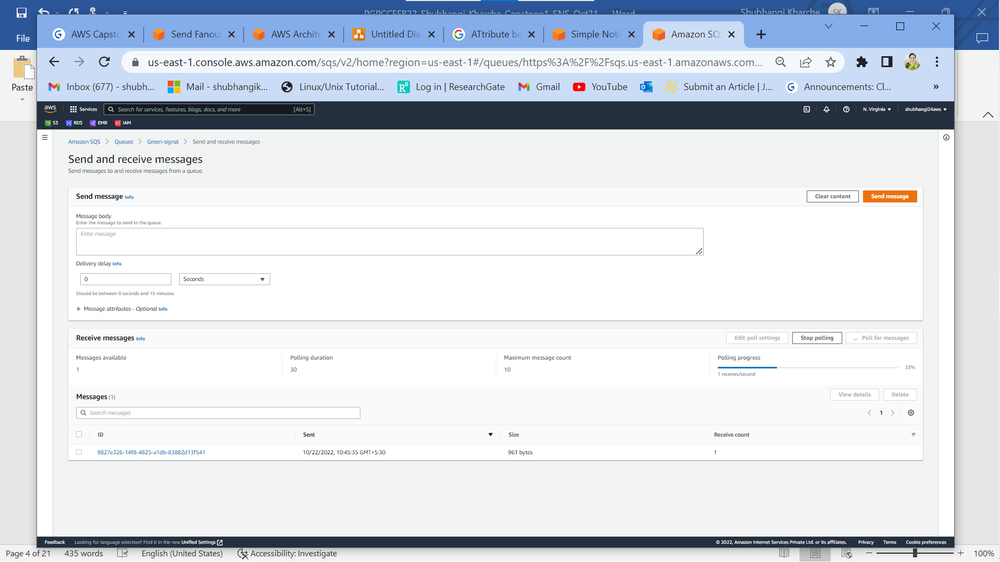 PGPCCFEB22_Shubhangi_Kharche_Capstone1_SNS_Oct21 - Word
Shubhangi Kharche
SK
File
AWS Capsto
Send Fanou
AWS Archite
Untitled Dia
ATtribute ba
Simple Noti
Amazon SQ
us-east-1.console.aws.amazon.com/sqs/v2/home?region=us-east-1#/queues/https%3A%2F%2Fsqs.us-east-1.amazonaws.com...
Paste
Inbox (677) - shubh...
Mail - shubhangik...
Linux/Unix Tutorial...
Log in | ResearchGate
Gmail
YouTube
Submit an Article | J...
Announcements: Cl...
»
aws
Services
Search for services, features, blogs, docs, and more
[Alt+S]
N. Virginia
shubhangi24aws
S3
RDS
EMR
IAM
Amazon SQS
Queues
Green-signal
Send and receive messages
Send and receive messages
Send messages to and receive messages from a queue.
Send message Info
Clear content
Send message
Message body
Enter the message to send to the queue.
Enter message
Delivery delay Info
0
Seconds
Should be between 0 seconds and 15 minutes.
Message attributes - Optional Info
Receive messages Info
Edit poll settings
Stop polling
Poll for messages
Messages available
Polling duration
Maximum message count
Polling progress
1
30
10
33%
1 receives/second
Messages (1)
View details
Delete
Search messages
1
ID
Sent
Size
Receive count
9827e326-14f8-4825-a1db-83882d13f541
10/22/2022, 10:45:35 GMT+5:30
961 bytes
1
Feedback
Looking for language selection? Find it in the new Unified Settings
© 2022, Amazon Internet Services Private Ltd. or its affiliates.
Privacy
Terms
Cookie preferences
Page 4 of 21
435 words
English (United States)
Accessibility: Investigate
100%